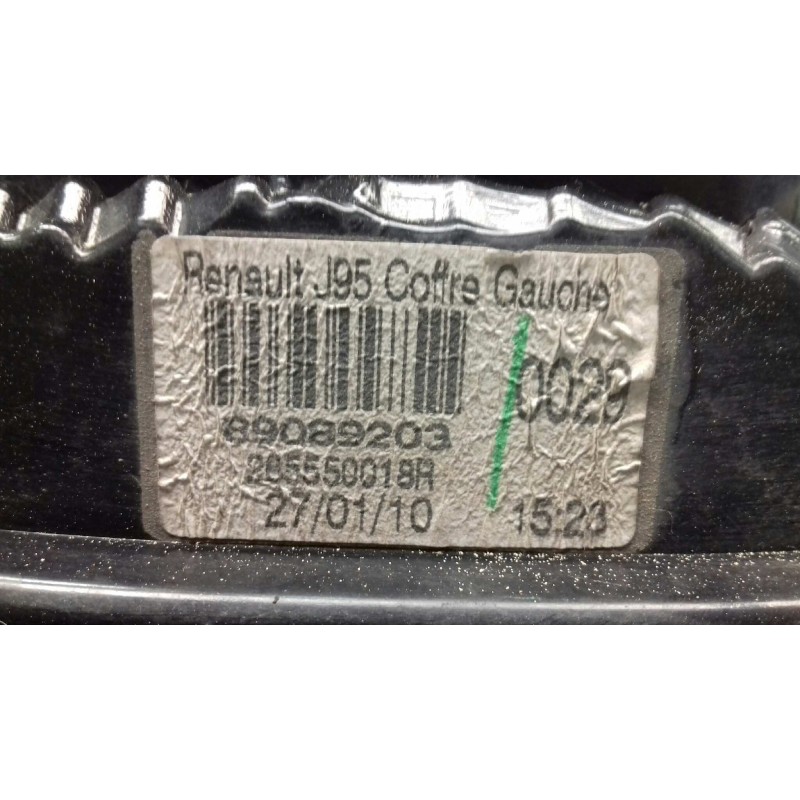 Renault J95 Coffre Gauche
0029
89089203
265550018R
27/01/10 15:23